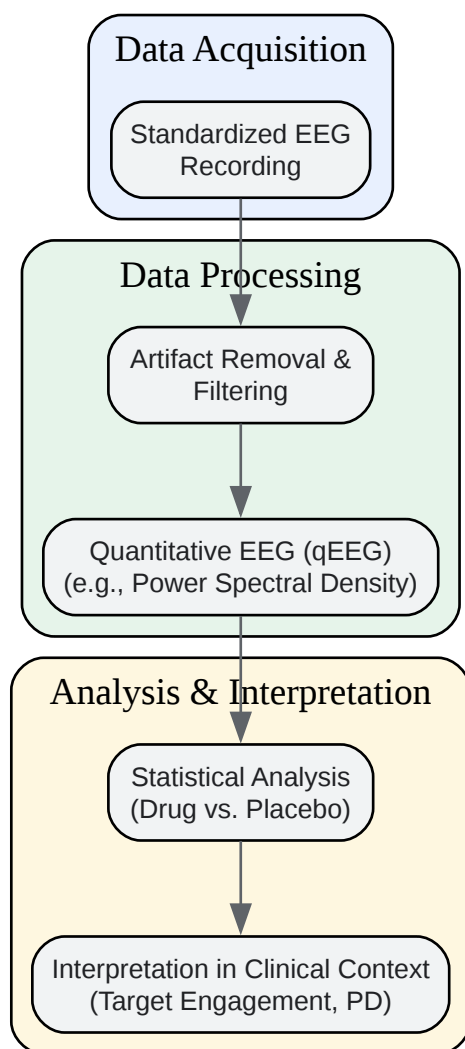 Data Acquisition
Standardized EEG
Recording
Data Processing
Artifact Removal &
Filtering
Quantitative EEG (qEEG)
(e.g., Power Spectral Density)
Analysis & Interpretation
Statistical Analysis
(Drug vs. Placebo)
Interpretation in Clinical Context
(Target Engagement, PD)